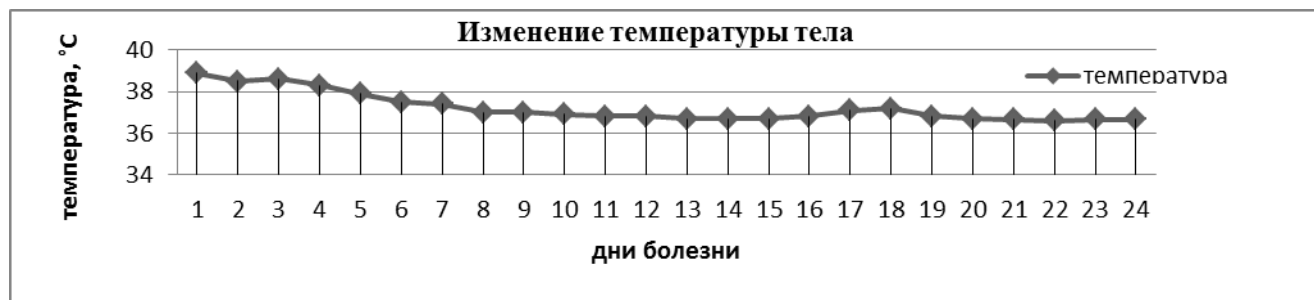 Изменение температуры тела
температура, °C
40
38
36
34
температура
1 2 3 4 5 6 7 8 9 10 11 12 13 14 15 16 17 18 19 20 21 22 23 24
дни болезни